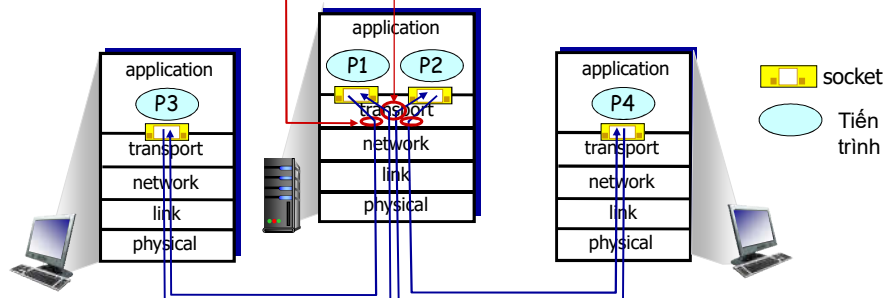 application
P3
transport
network
link
physical
application
P1 P2
transport
network
link
physical
application
P4
transport
network
link
physical
socket
Tiến
trình